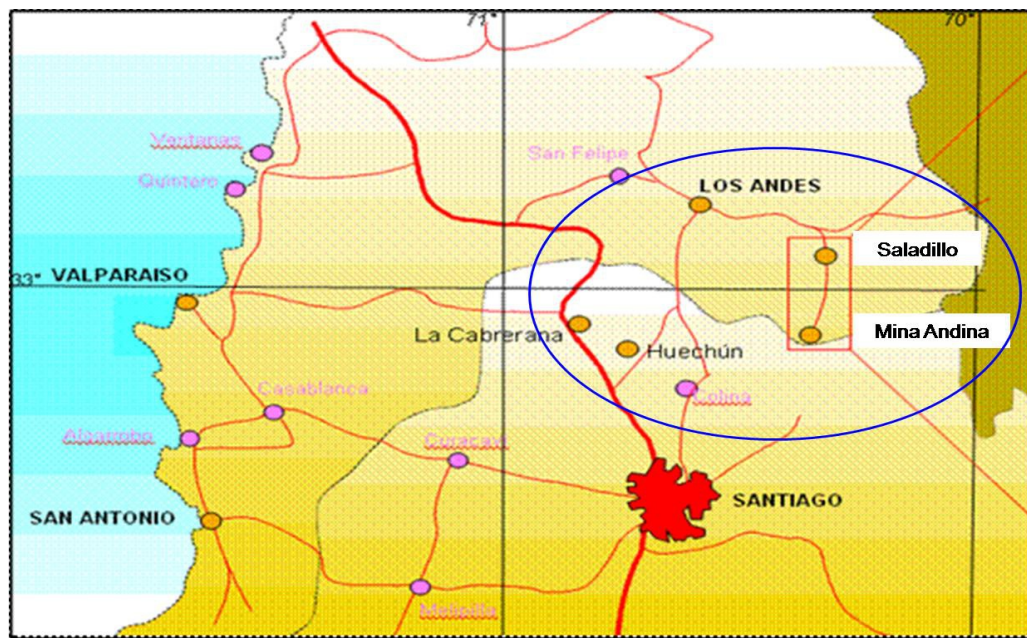 71°
70°
Ventanas
San Felipe
Quintero
LOS ANDES
Saladillo
33°
VALPARAISO
La Cabrerana
Mina Andina
Huechún
Casablanca
Colina
Algarrobo
Curacaví
SANTIAGO
SAN ANTONIO
Melipilla